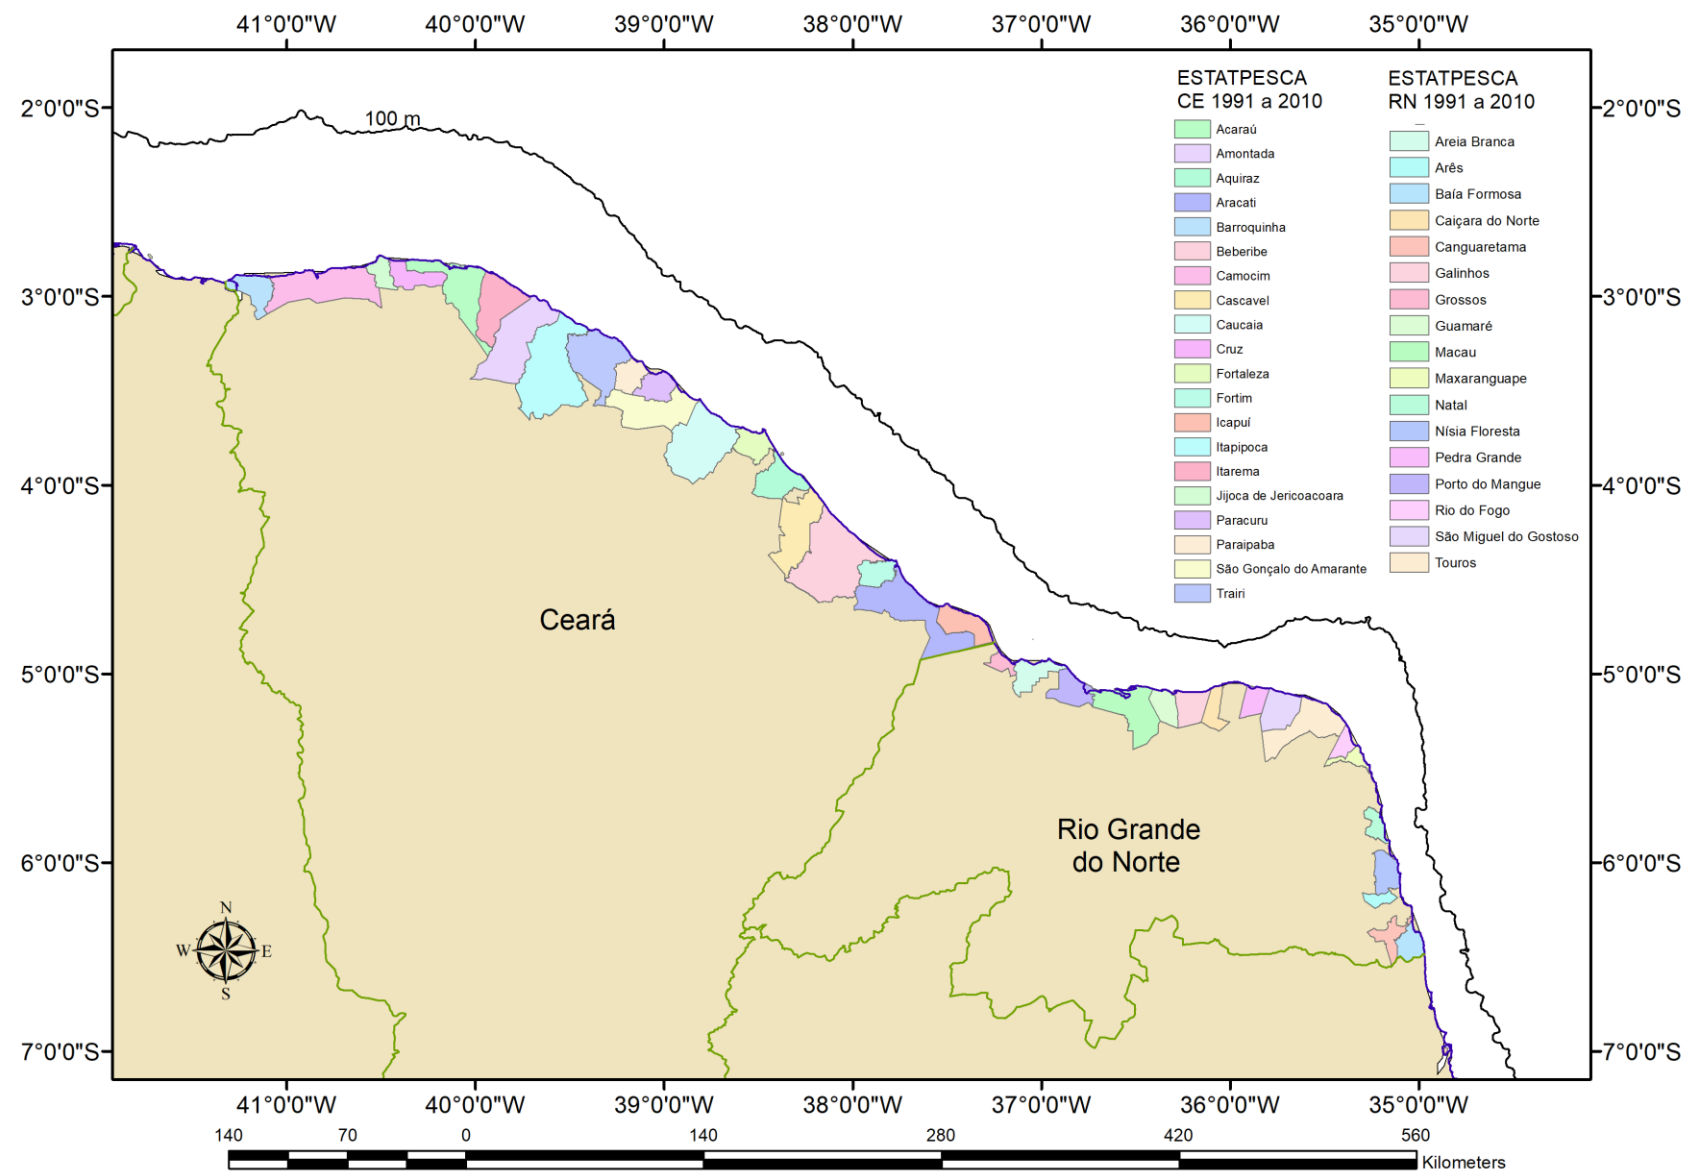 41°0'0"W 40°0'0"W 39°0'0"W 38°0'0"W 37°0'0"W 36°0'0"W 35°0'0"W
2°0'0"S
3°0'0"S
4°0'0"S
5°0'0"S
6°0'0"S
7°0'0"S
100 m
Ceará
Rio Grande
do Norte
N
W E
S
ESTATPESCA
CE 1991 a 2010
Acaraú
Amontada
Aquiraz
Aracati
Barroquinha
Beberibe
Camocim
Cascavel
Caucaia
Cruz
Fortaleza
Fortim
Icapuí
Itapipoca
Itarema
Jijoca de Jericoacoara
Paracuru
Paraipaba
São Gonçalo do Amarante
Trairi
ESTATPESCA
RN 1991 a 2010
Areia Branca
Arês
Baía Formosa
Caiçara do Norte
Canguaretama
Galinhos
Grossos
Guamaré
Macau
Maxaranguape
Natal
Nísia Floresta
Pedra Grande
Porto do Mangue
Rio do Fogo
São Miguel do Gostoso
Touros
2°0'0"S
3°0'0"S
4°0'0"S
5°0'0"S
6°0'0"S
7°0'0"S
41°0'0"W 40°0'0"W 39°0'0"W 38°0'0"W 37°0'0"W 36°0'0"W 35°0'0"W
140 70 0 140 280 420 560
Kilometers